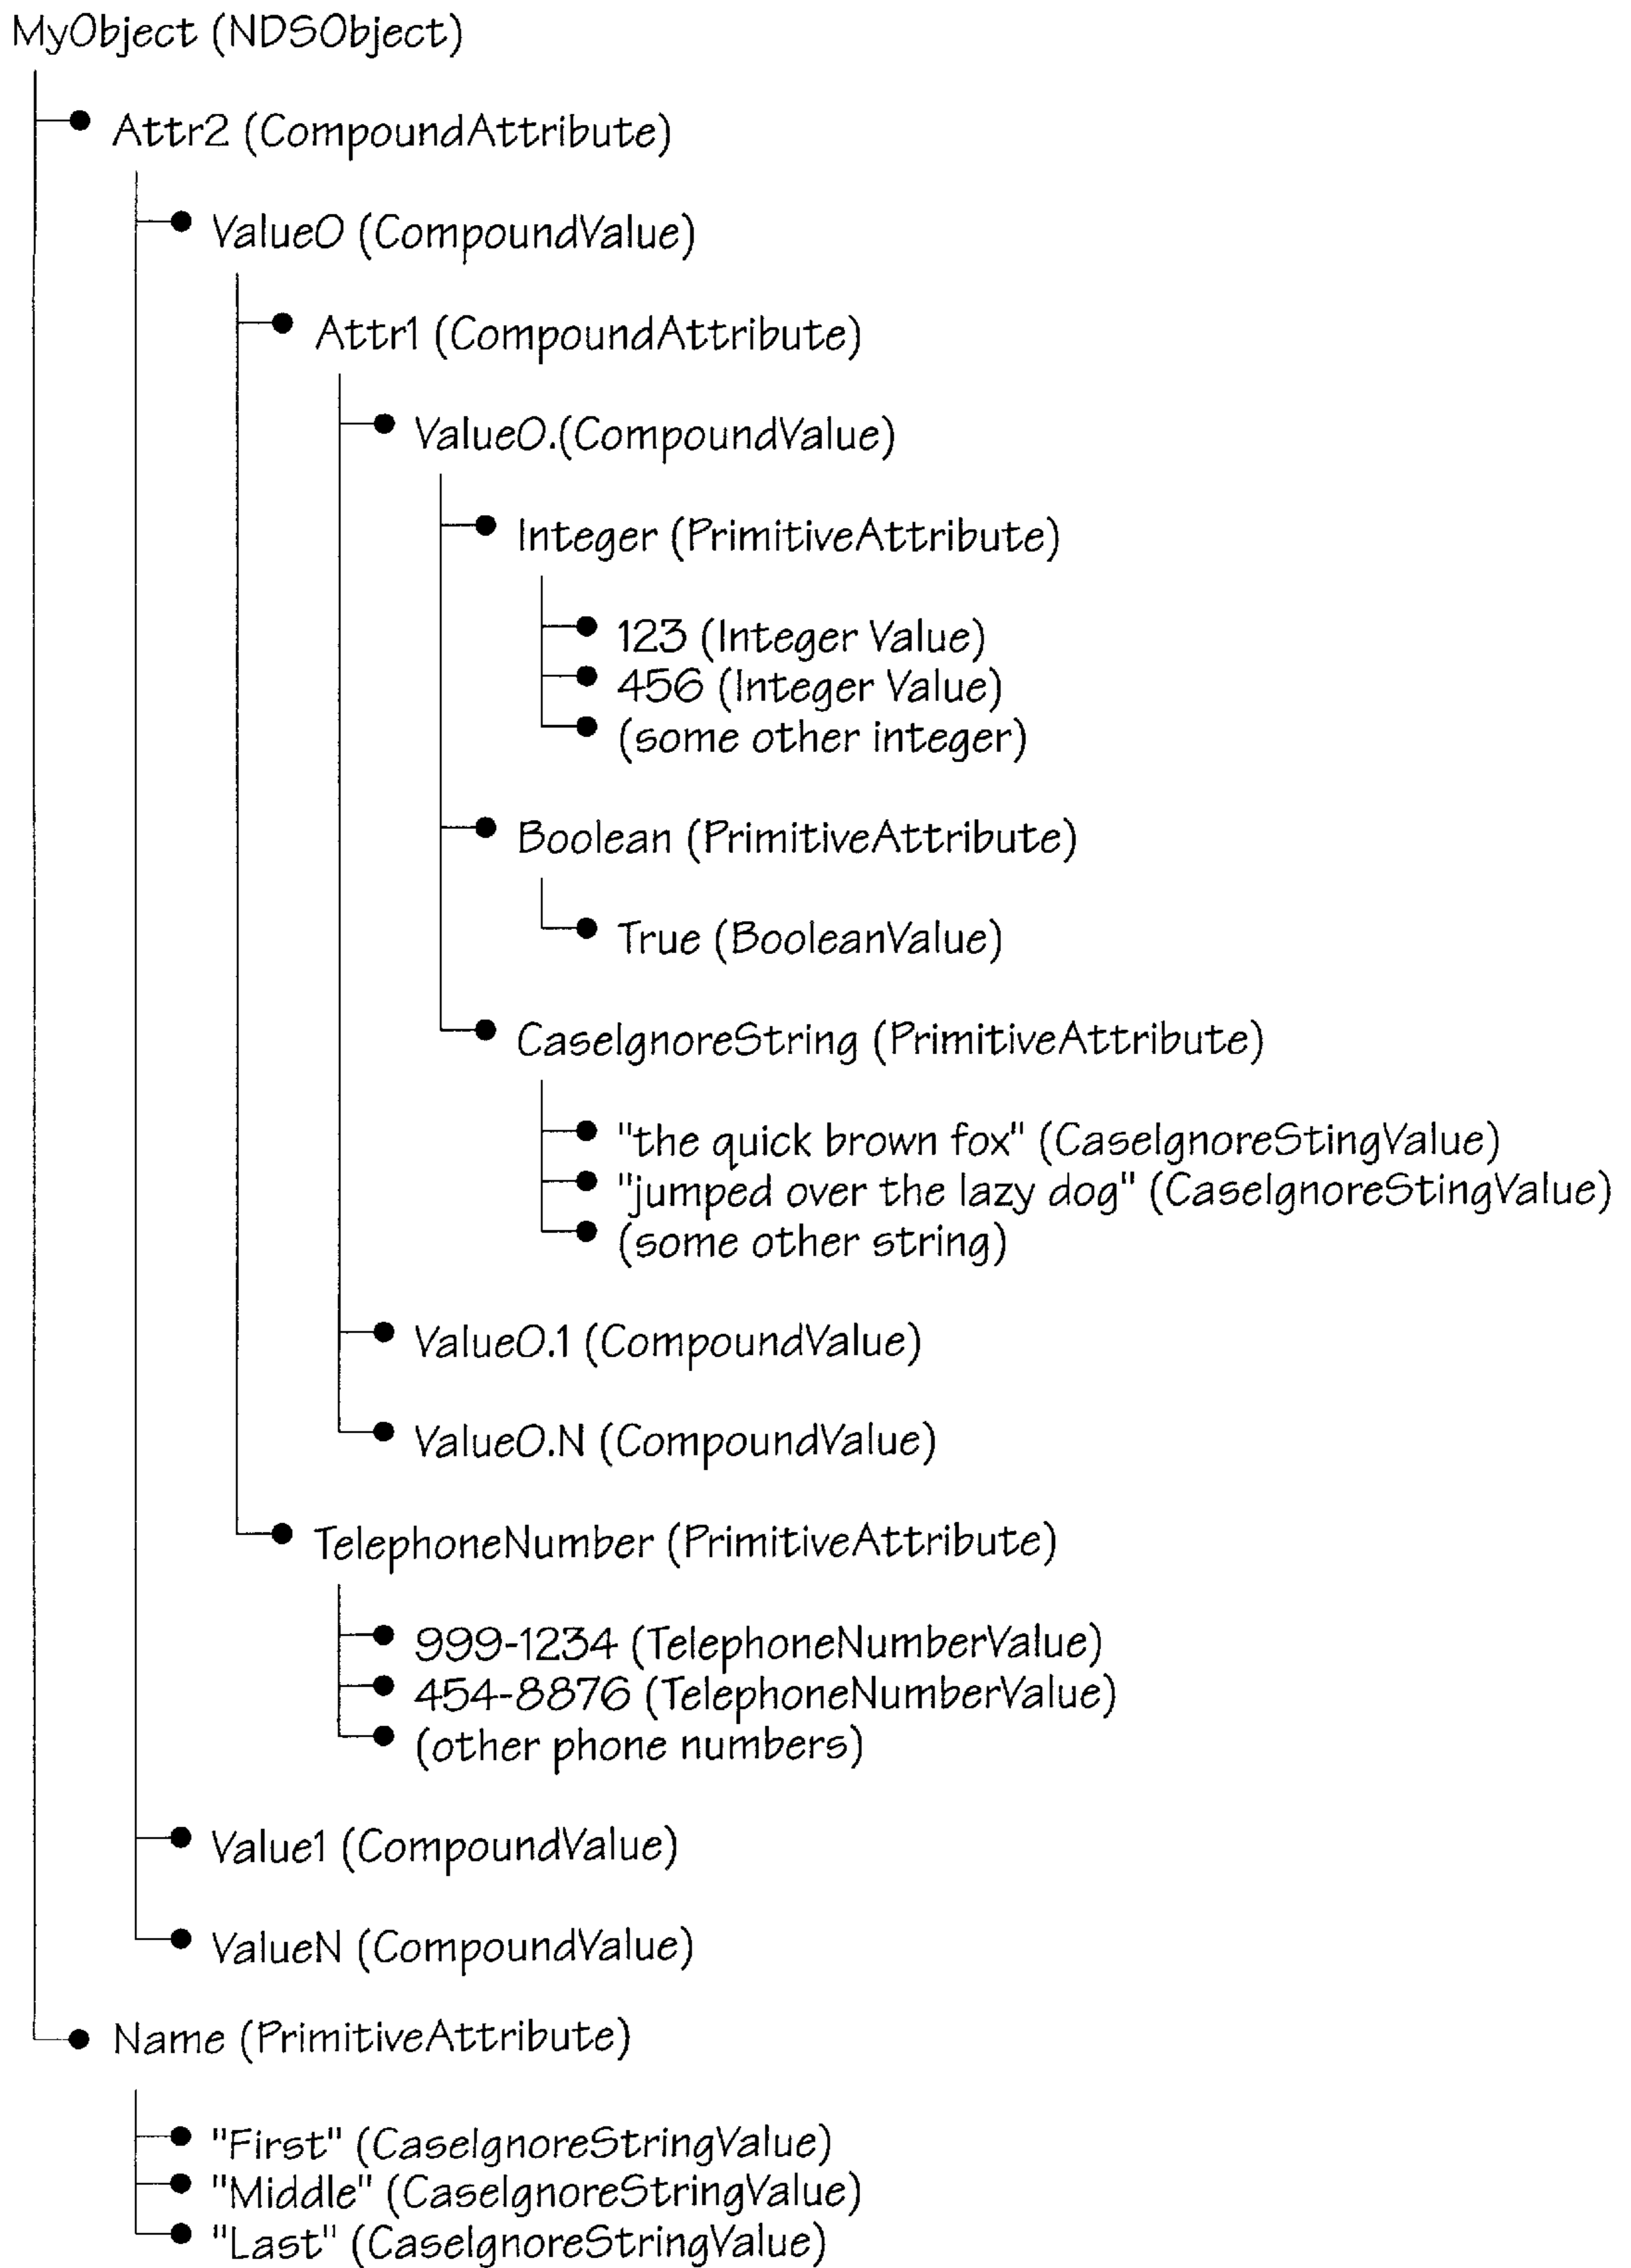 MyObject (NDSObject)
Attr2 (CompoundAttribute)
Value0 (CompoundValue)
Attr1 (CompoundAttribute)
Value0.(CompoundValue)
Integer (PrimitiveAttribute)
123 (Integer Value)
456 (Integer Value)
(some other integer)
Boolean (PrimitiveAttribute)
True (BooleanValue)
CaseIgnoreString (PrimitiveAttribute)
"the quick brown fox" (CaseIgnoreStingValue)
"jumped over the lazy dog" (CaseIgnoreStingValue)
(some other string)
Value0.1 (CompoundValue)
Value0.N (CompoundValue)
TelephoneNumber (PrimitiveAttribute)
999-1234 (TelephoneNumberValue)
454-8876 (TelephoneNumberValue)
(other phone numbers)
Value1 (CompoundValue)
ValueN (CompoundValue)
Name (PrimitiveAttribute)
"First" (CaseIgnoreStringValue)
"Middle" (CaseIgnoreStringValue)
"Last" (CaseIgnoreStringValue)